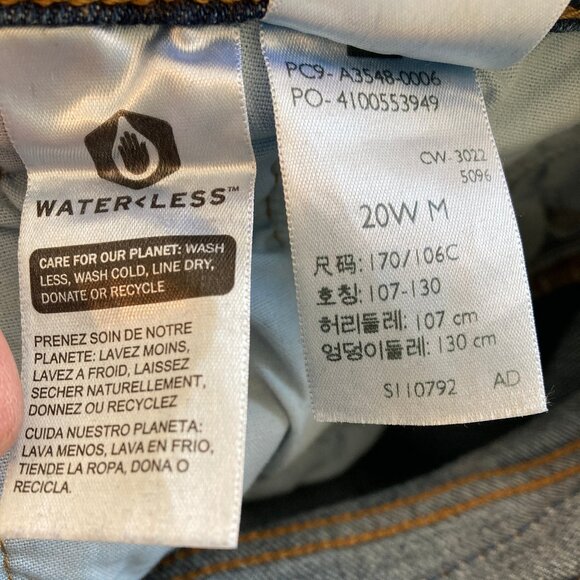 WATER<LESS™
CARE FOR OUR PLANET: WASH
LESS, WASH COLD, LINE DRY,
DONATE OR RECYCLE
PRENEZ SOIN DE NOTRE
PLANETE: LAVEZ MOINS,
LAVEZ A FROID, LAISSEZ
SECHER NATURELLEMENT,
DONNEZ OU RECYCLEZ
CUIDA NUESTRO PLANETA:
LAVA MENOS, LAVA EN FRIO,
TIENDE LA ROPA, DONA O
RECICLA.
PC9- A3548-0006
PO- 4100553949
CW-3022
5096
20W M
尺码: 170/106C
호칭: 107-130
허리둘레: 107 cm
엉덩이둘레: 130 cm
S110792 AD